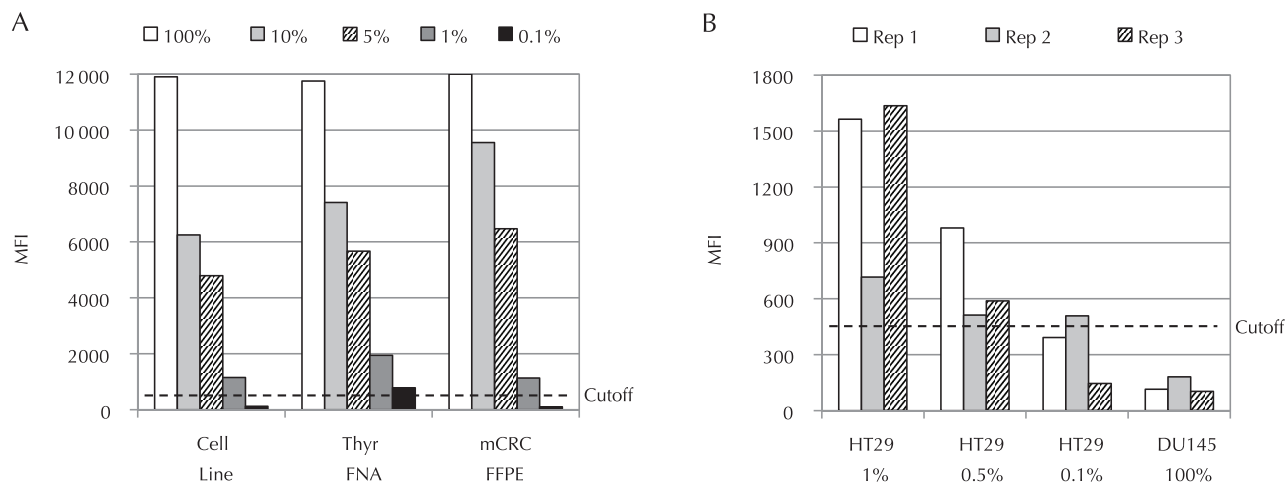 A
100% 10% 5% 1% 0.1%
12 000
10 000
8000
6000
4000
2000
0
MFI
Cutoff
Cell Line
Thyr FNA
mCRC FFPE
B
Rep 1 Rep 2 Rep 3
1800
1500
1200
900
600
300
0
MFI
Cutoff
HT29 1%
HT29 0.5%
HT29 0.1%
DU145 100%